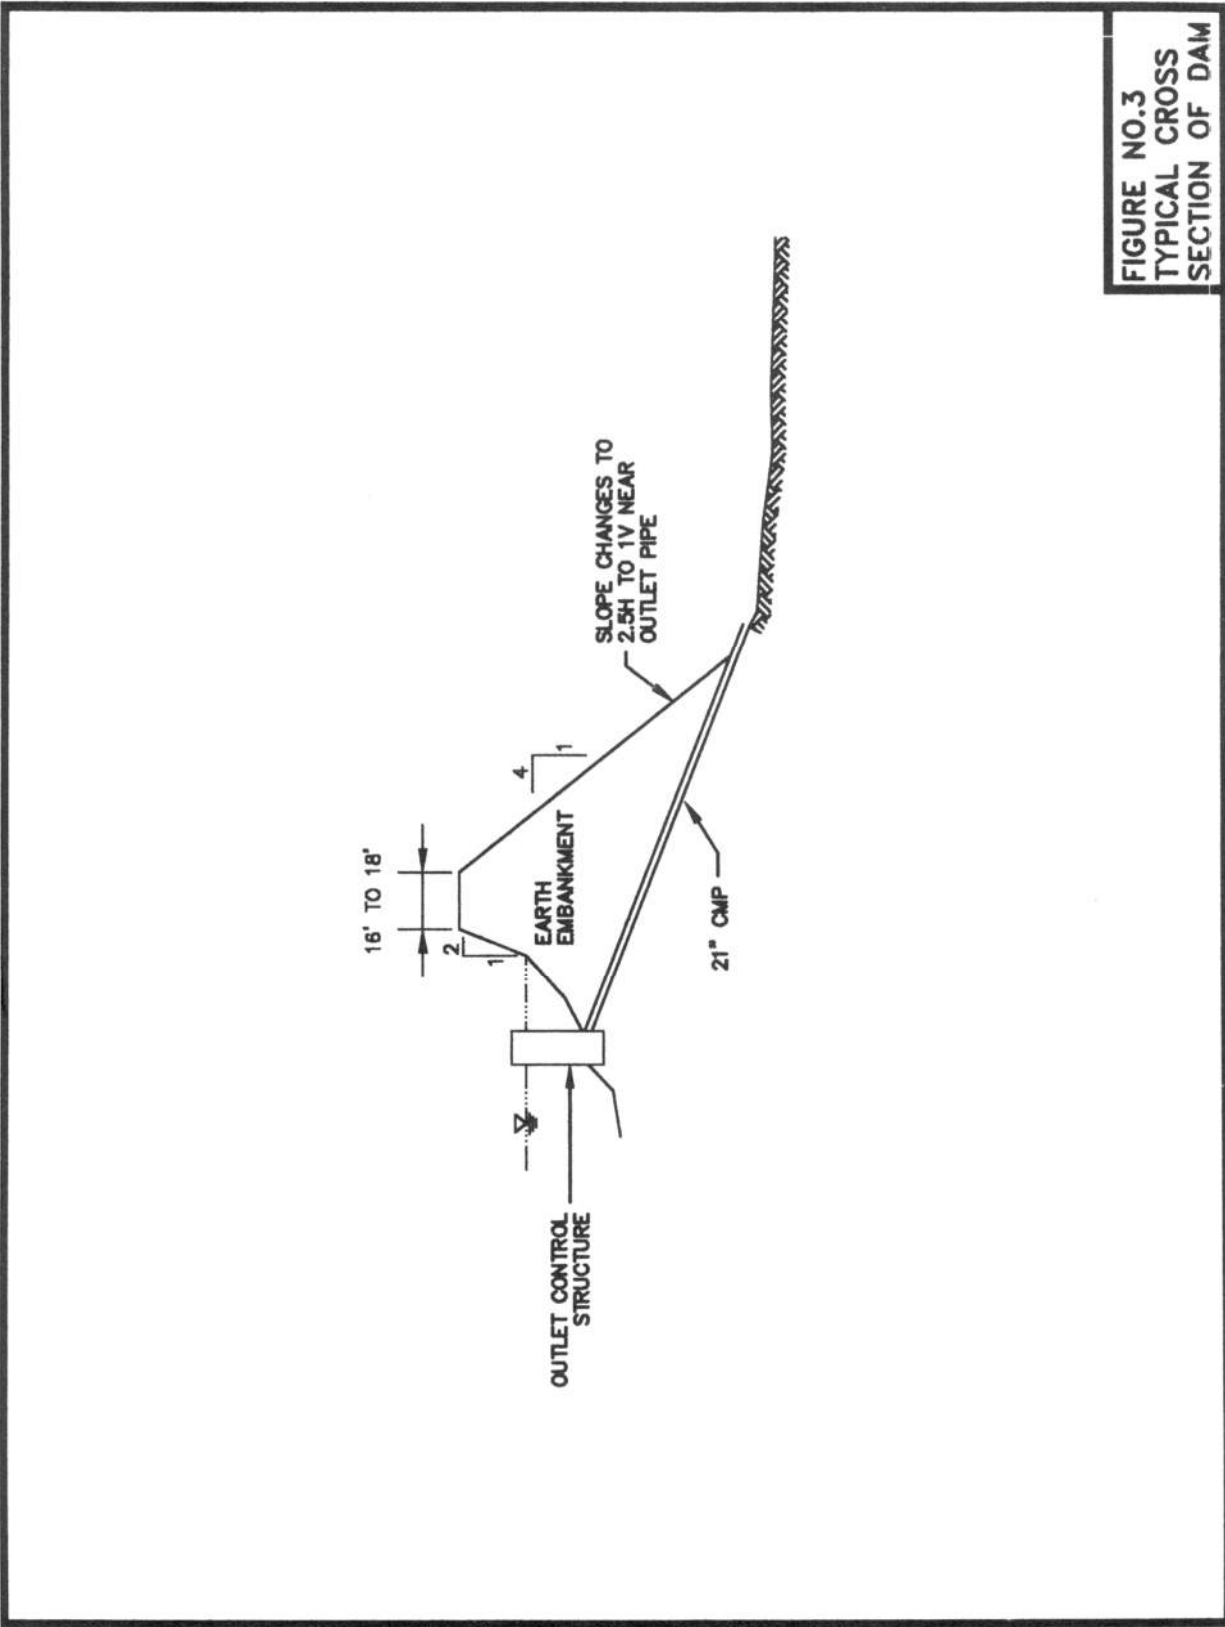 16' TO 18'
2
1
4
1
EARTH
EMBANKMENT
SLOPE CHANGES TO
2.5H TO 1V NEAR
OUTLET PIPE
OUTLET CONTROL
STRUCTURE
21" CMP
FIGURE NO.3
TYPICAL CROSS
SECTION OF DAM